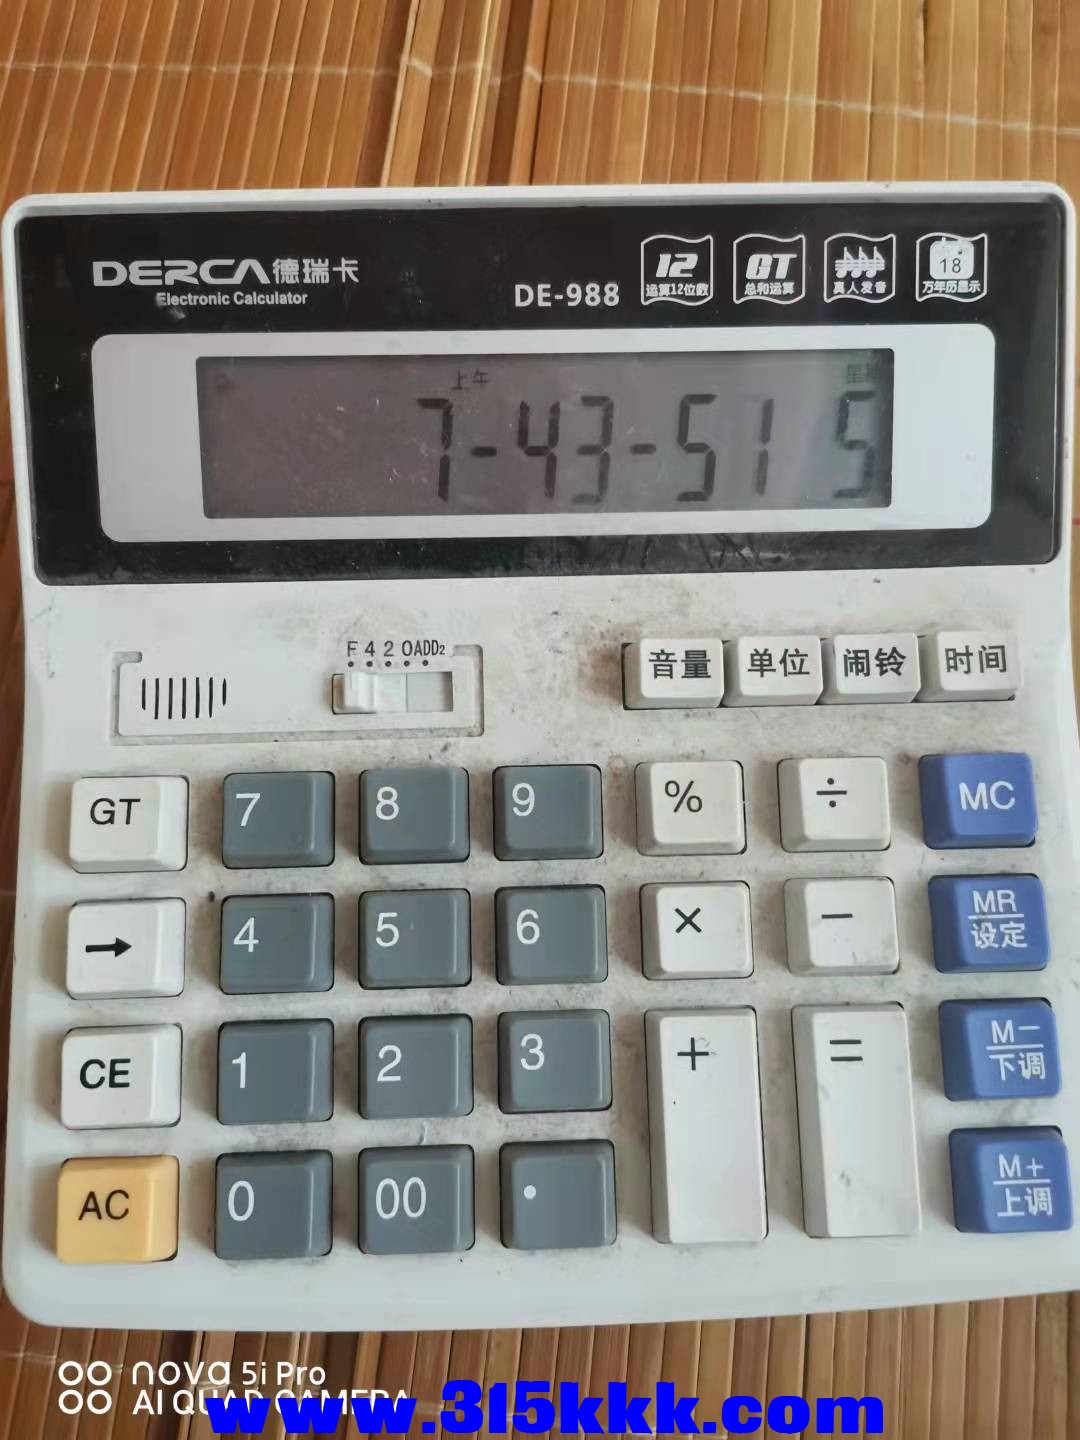 DERCA德瑞卡
Electronic Calculator
DE-988
12
运算12位数
GT
总和运算
真人发音
18
万年历显示
上午
星期
7-43-51 5
F 4 2 0 ADD2
音量 单位 闹铃 时间
GT 7 8 9 % ÷ MC
→ 4 5 6 × − MR
设定
CE 1 2 3 + = M−
下调
AC 0 00 . M+
上调
nova 5i Pro
AI QUAD CAMERA
www.315kkk.com